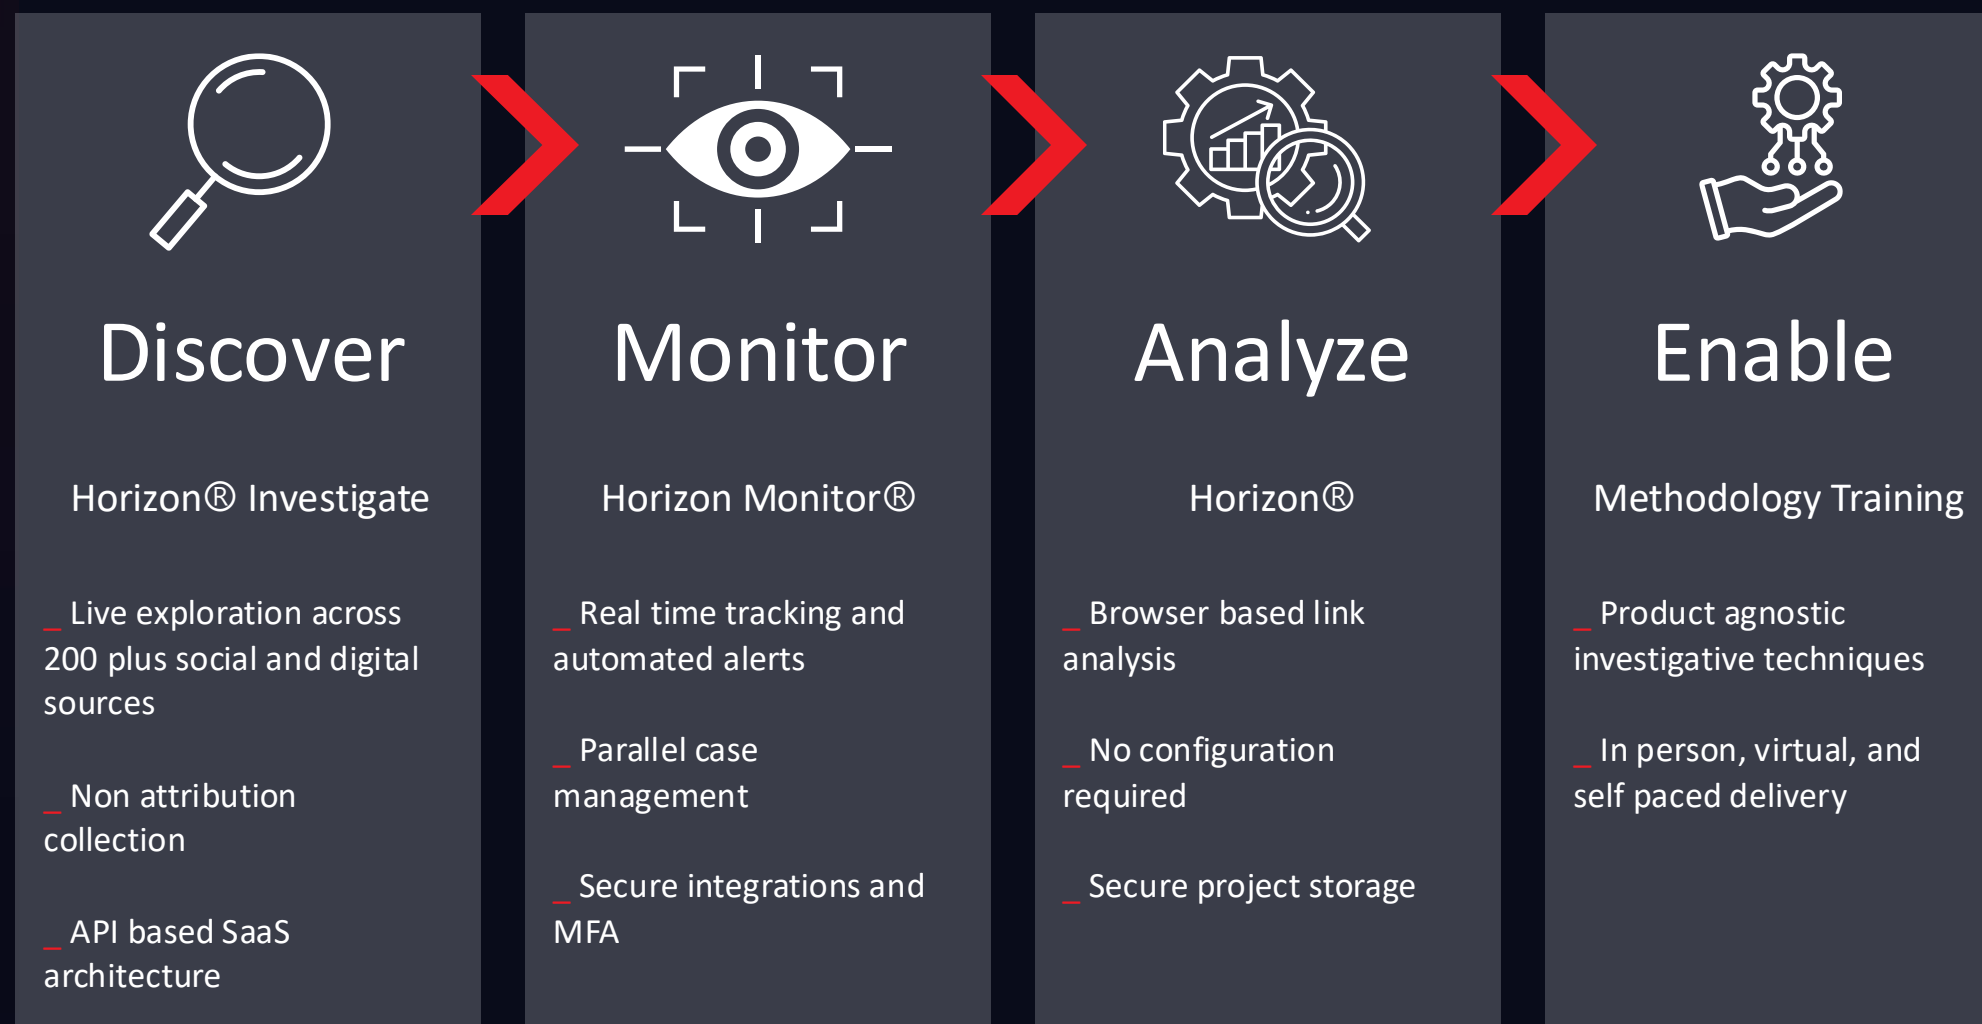 Discover
Horizon® Investigate
_ Live exploration across
200 plus social and digital
sources
_ Non attribution
collection
_ API based SaaS
architecture
Monitor
Horizon Monitor®
_ Real time tracking and
automated alerts
_ Parallel case
management
_ Secure integrations and
MFA
Analyze
Horizon®
_ Browser based link
analysis
_ No configuration
required
_ Secure project storage
Enable
Methodology Training
_ Product agnostic
investigative techniques
_ In person, virtual, and
self paced delivery